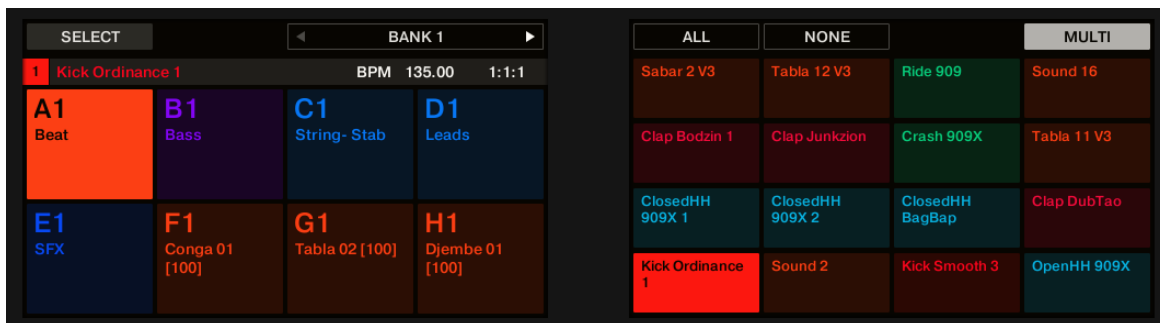 SELECT
BANK 1
1 Kick Ordinance 1 BPM 135.00 1:1:1
A1
Beat
B1
Bass
C1
String- Stab
D1
Leads
E1
SFX
F1
Conga 01
[100]
G1
Tabla 02 [100]
H1
Djembe 01
[100]
ALL
NONE
MULTI
Sabar 2 V3
Tabla 12 V3
Ride 909
Sound 16
Clap Bodzin 1
Clap Junkzion
Crash 909X
Tabla 11 V3
ClosedHH
909X 1
ClosedHH
909X 2
ClosedHH
BagBap
Clap DubTao
Kick Ordinance
1
Sound 2
Kick Smooth 3
OpenHH 909X